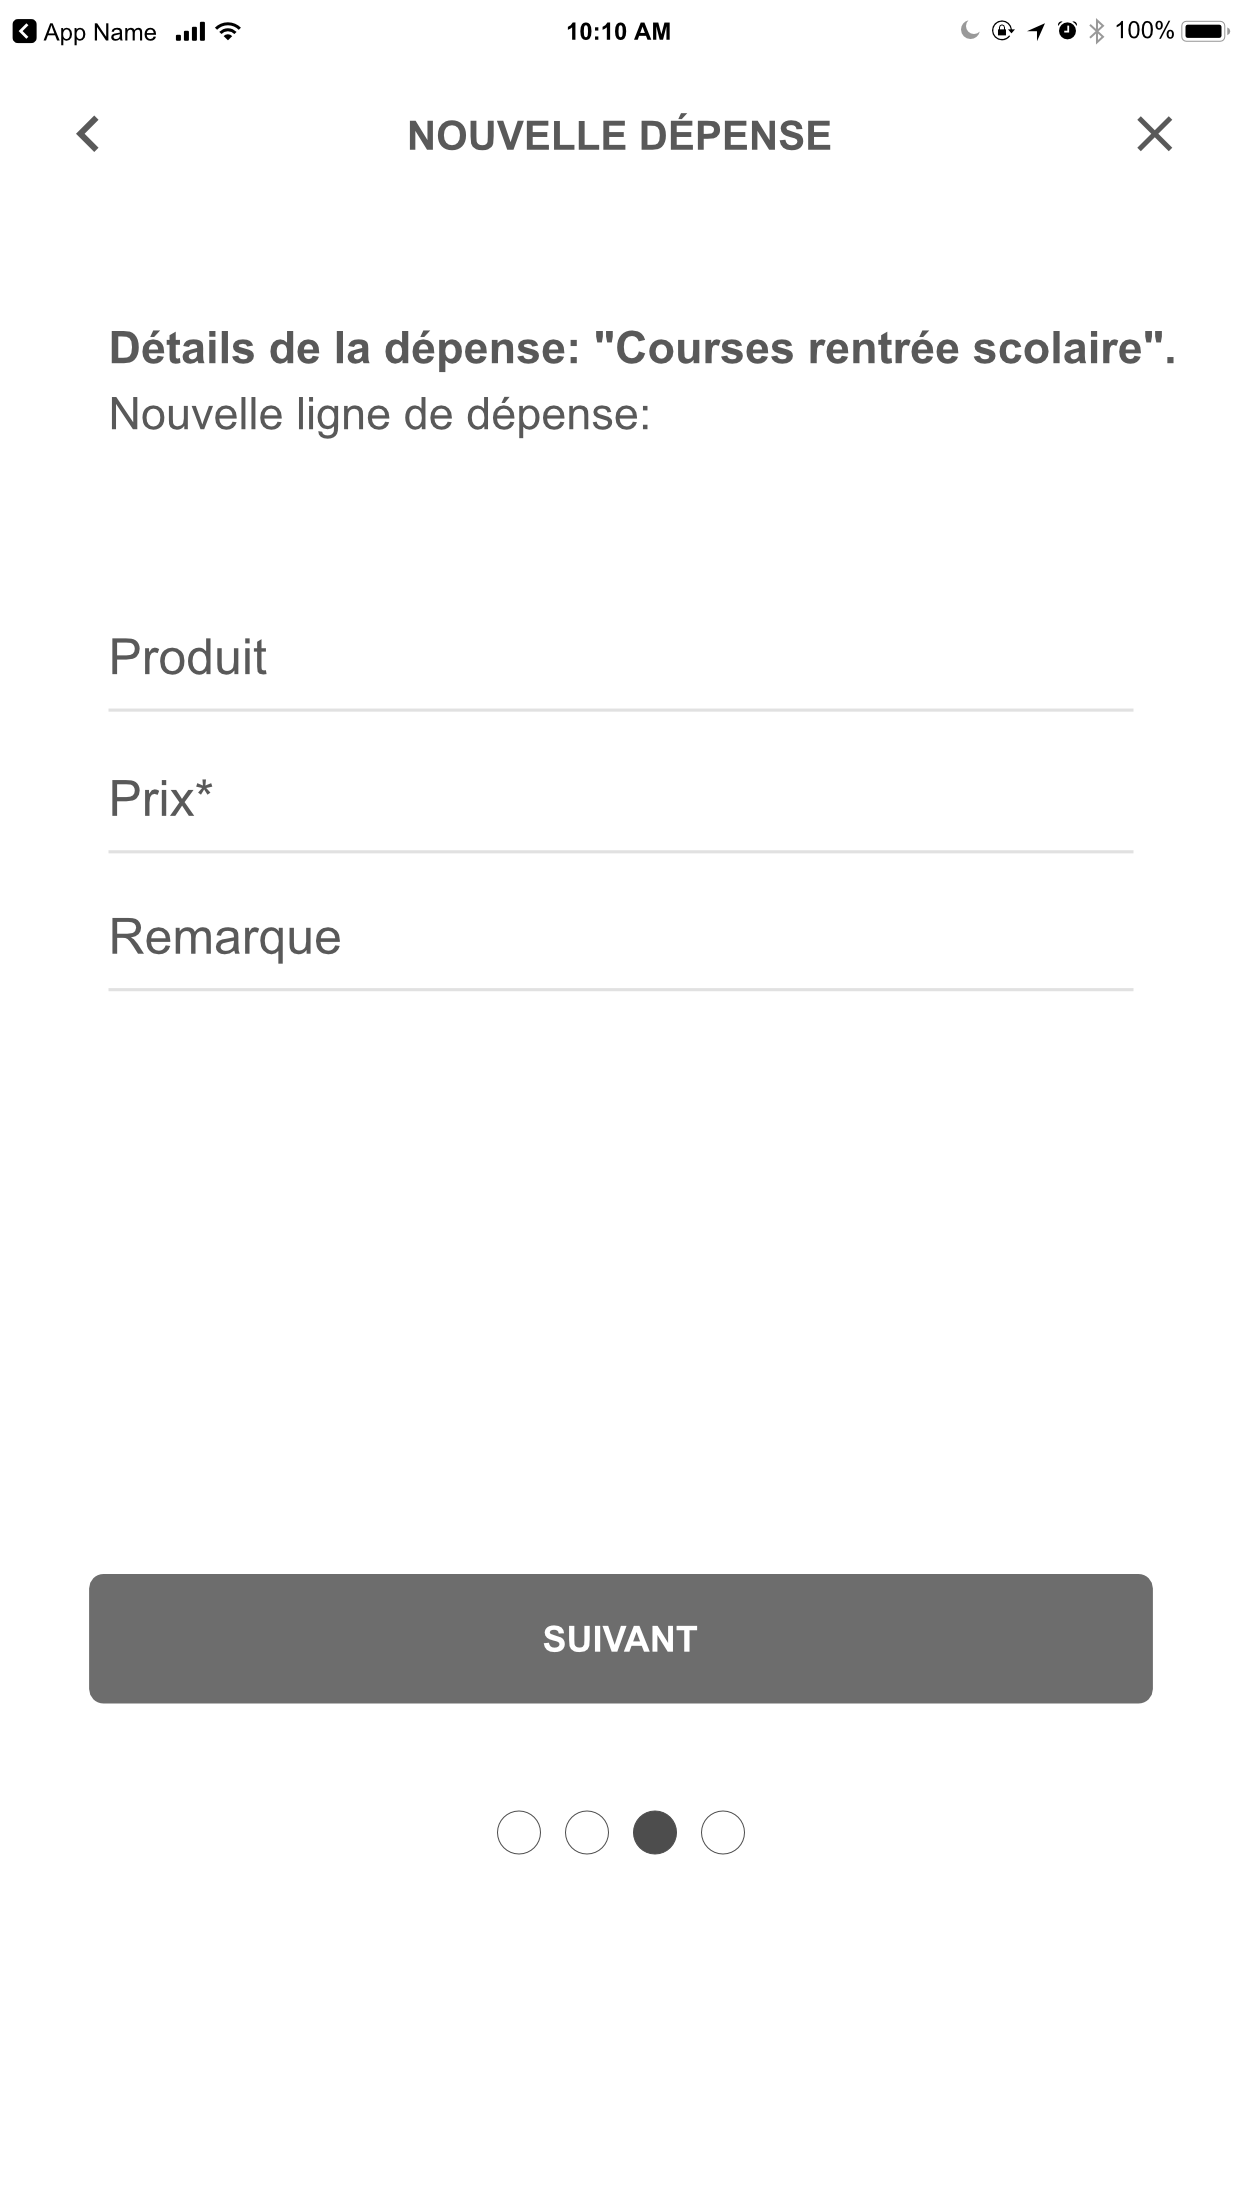 App Name 10:10 AM 100%
NOUVELLE DÉPENSE
Détails de la dépense: "Courses rentrée scolaire".
Nouvelle ligne de dépense:
Produit
Prix*
Remarque
SUIVANT